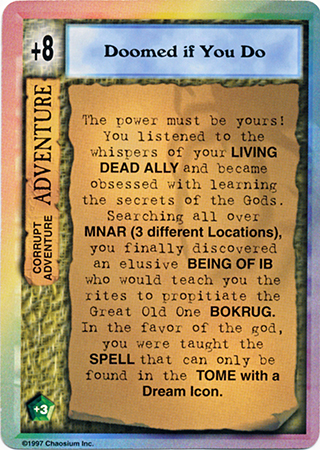 +8
Doomed if You Do
CORRUPT
ADVENTURE
ADVENTURE
The power must be yours!
You listened to the
whispers of your LIVING
DEAD ALLY and became
obsessed with learning
the secrets of the Gods.
Searching all over
MNAR (3 different Locations),
you finally discovered
an elusive BEING OF IB
who would teach you the
rites to propitiate the
Great Old One BOKRUG.
In the favor of the god,
you were taught the
SPELL that can only be
found in the TOME with a
Dream Icon.
+3
©1997 Chaosium Inc.